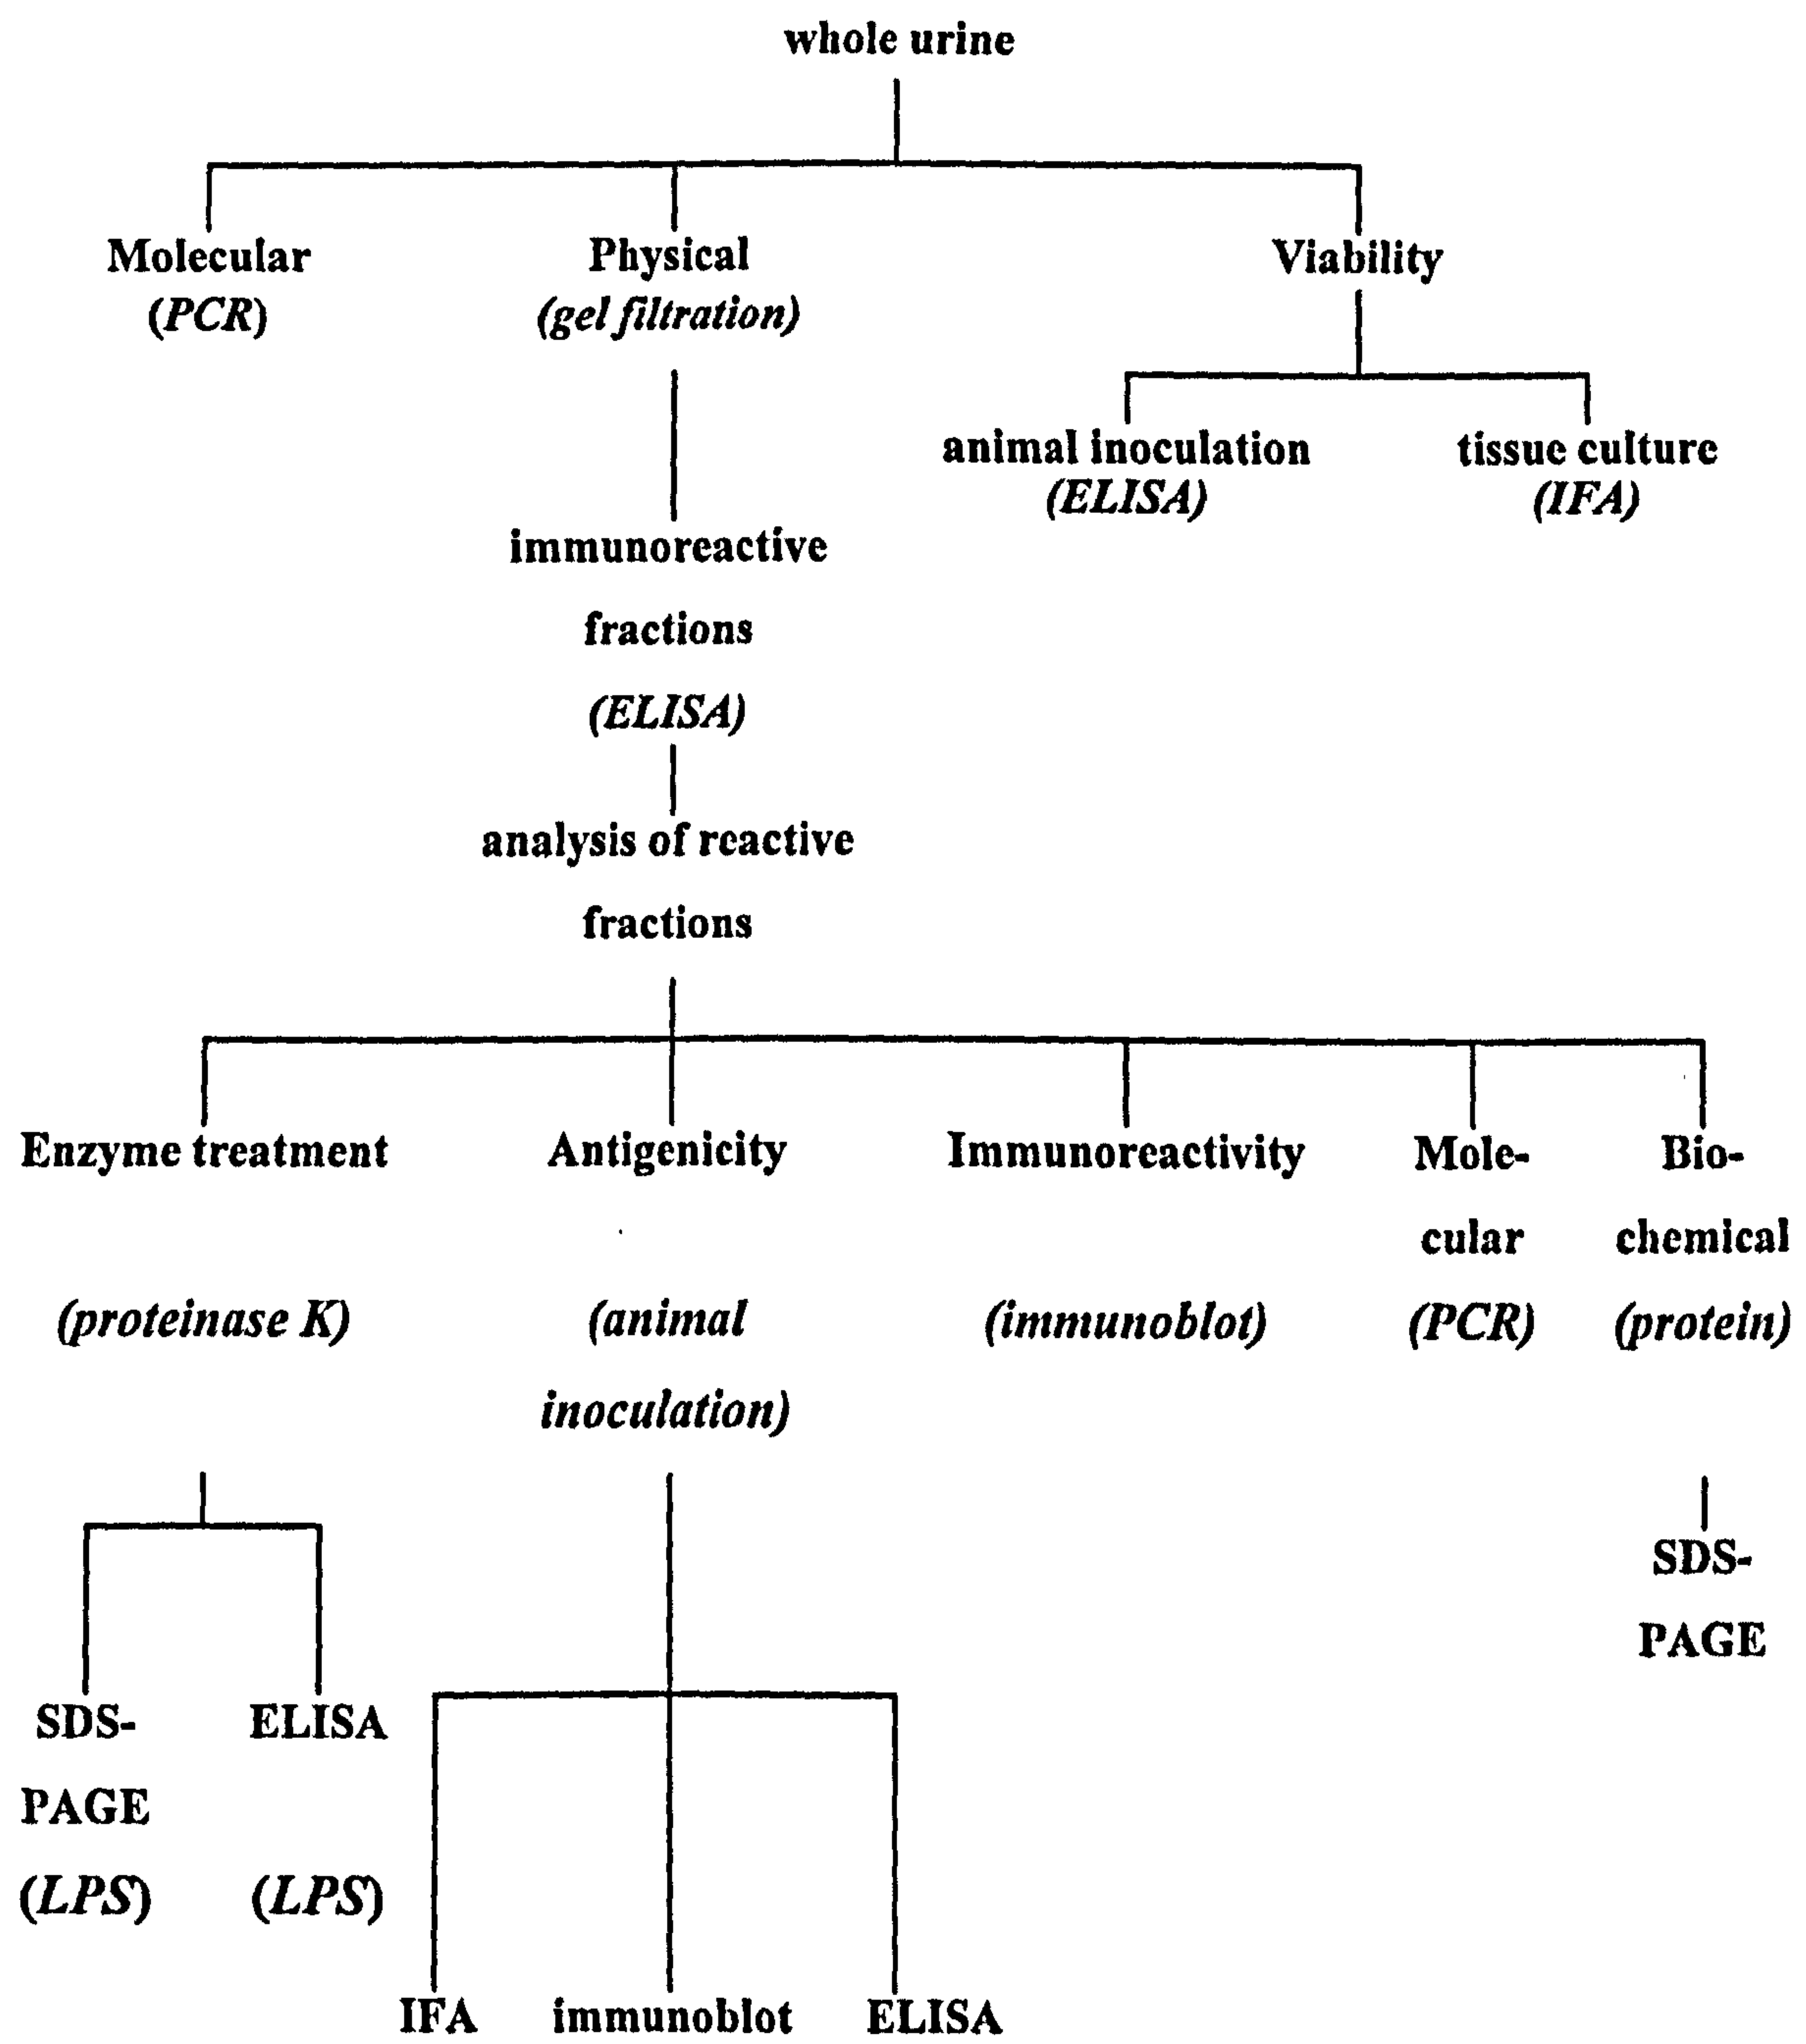 whole urine
Molecular
(PCR)
Physical
(gel filtration)
Viability
animal inoculation
(ELISA)
tissue culture
(IFA)
immunoreactive
fractions
(ELISA)
analysis of reactive
fractions
Enzyme treatment
(proteinase K)
Antigenicity
(animal
inoculation)
Immunoreactivity
(immunoblot)
Mole-
cular
(PCR)
Bio-
chemical
(protein)
SDS-
PAGE
(LPS)
ELISA
(LPS)
IFA
immunoblot
ELISA
SDS-
PAGE